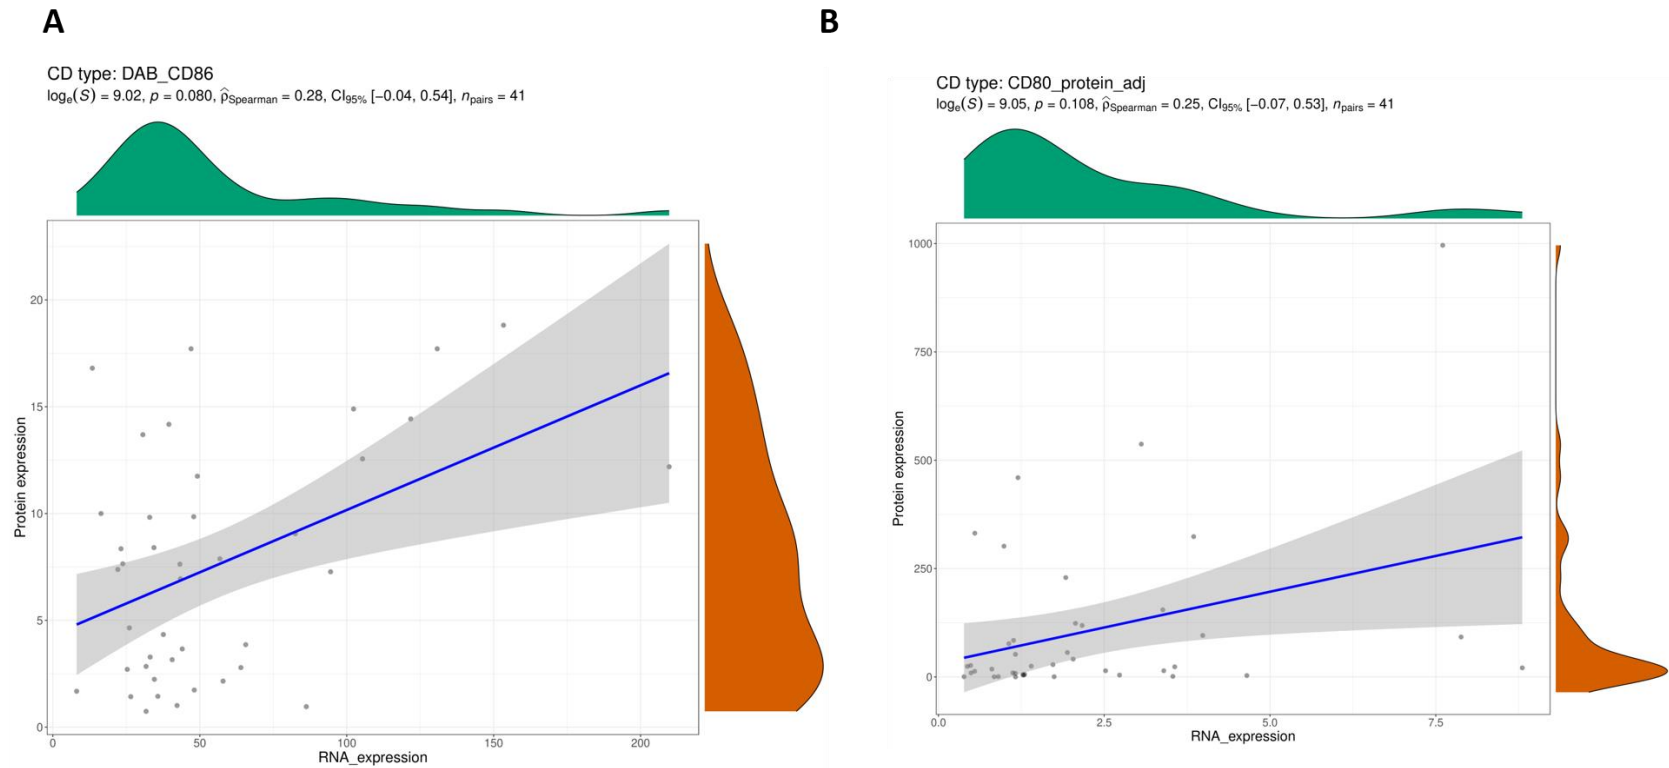 A
B
CD type: DAB_CD86
logₑ(S) = 9.02, p = 0.080, ρ̂Spearman = 0.28, CI95% [−0.04, 0.54], npairs = 41
Protein expression
20
15
10
5
0
0 50 100 150 200
RNA_expression
CD type: CD80_protein_adj
logₑ(S) = 9.05, p = 0.108, ρ̂Spearman = 0.25, CI95% [−0.07, 0.53], npairs = 41
Protein expression
1000
750
500
250
0
0.0 2.5 5.0 7.5
RNA_expression